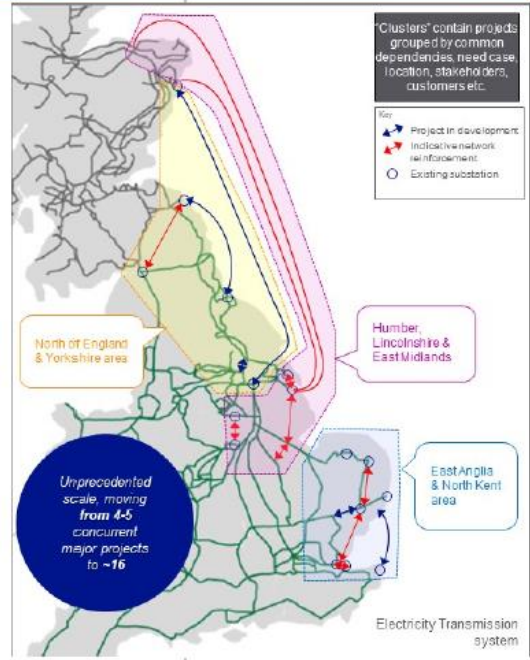 "Clusters" contain projects
grouped by common
dependencies, need case,
location, stakeholders,
customers etc.
Key
Project in development
Indicative network
reinforcement
Existing substation
North of England
& Yorkshire area
Humber,
Lincolnshire &
East Midlands
East Anglia
& North Kent
area
Unprecedented
scale, moving
from 4-5
concurrent
major projects
to ~16
Electricity Transmission
system